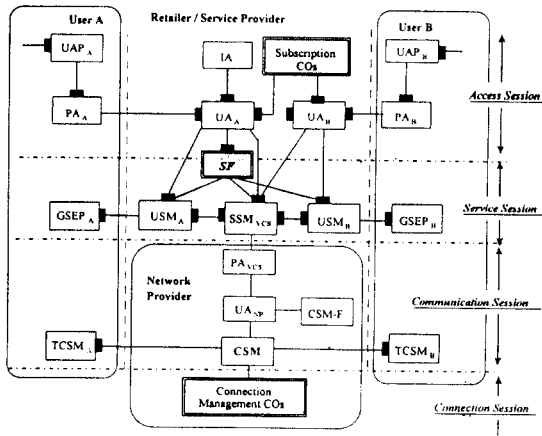 User A
Retailer / Service Provider
User B
UAP A
IA
Subscription
COs
UAP B
PA A
UA A
UA B
PA B
Access Session
SF
GSEP A
USM A
SSM VCS
USM B
GSEP B
Service Session
Network
Provider
PA VCS
UA SP
CSM-F
Communication Session
TCSM A
CSM
TCSM B
Connection
Management COs
Connection Session